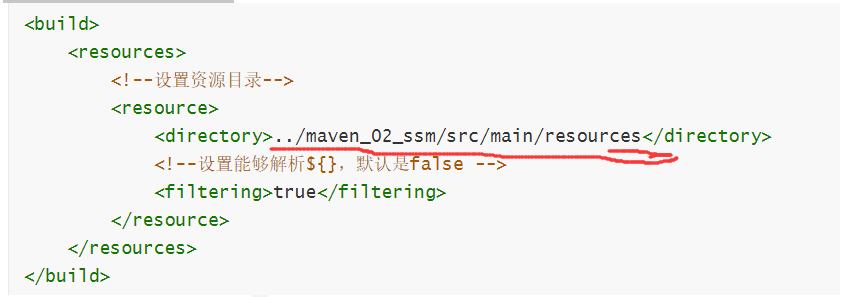 <build>
<resources>
<!--设置资源目录-->
<resource>
<directory>../maven_02_ssm/src/main/resources</directory>
<!--设置能够解析${}，默认是false -->
<filtering>true</filtering>
</resource>
</resources>
</build>